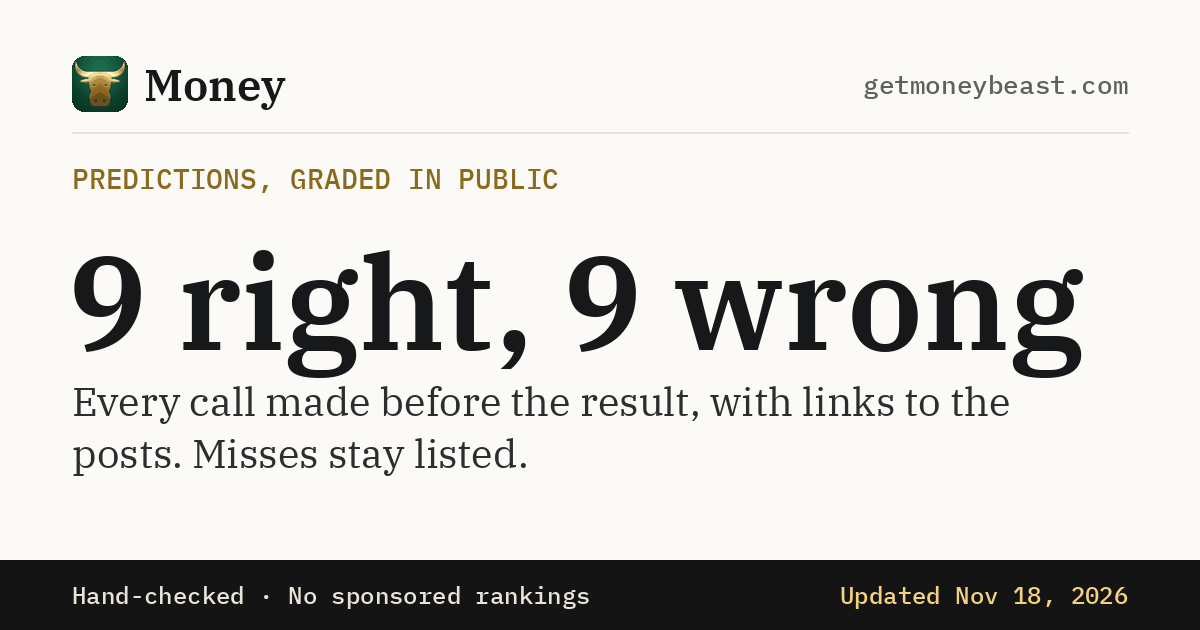 Money
getmoneybeast.com
PREDICTIONS, GRADED IN PUBLIC
9 right, 9 wrong
Every call made before the result, with links to the
posts. Misses stay listed.
Hand-checked · No sponsored rankings
Updated Nov 18, 2026